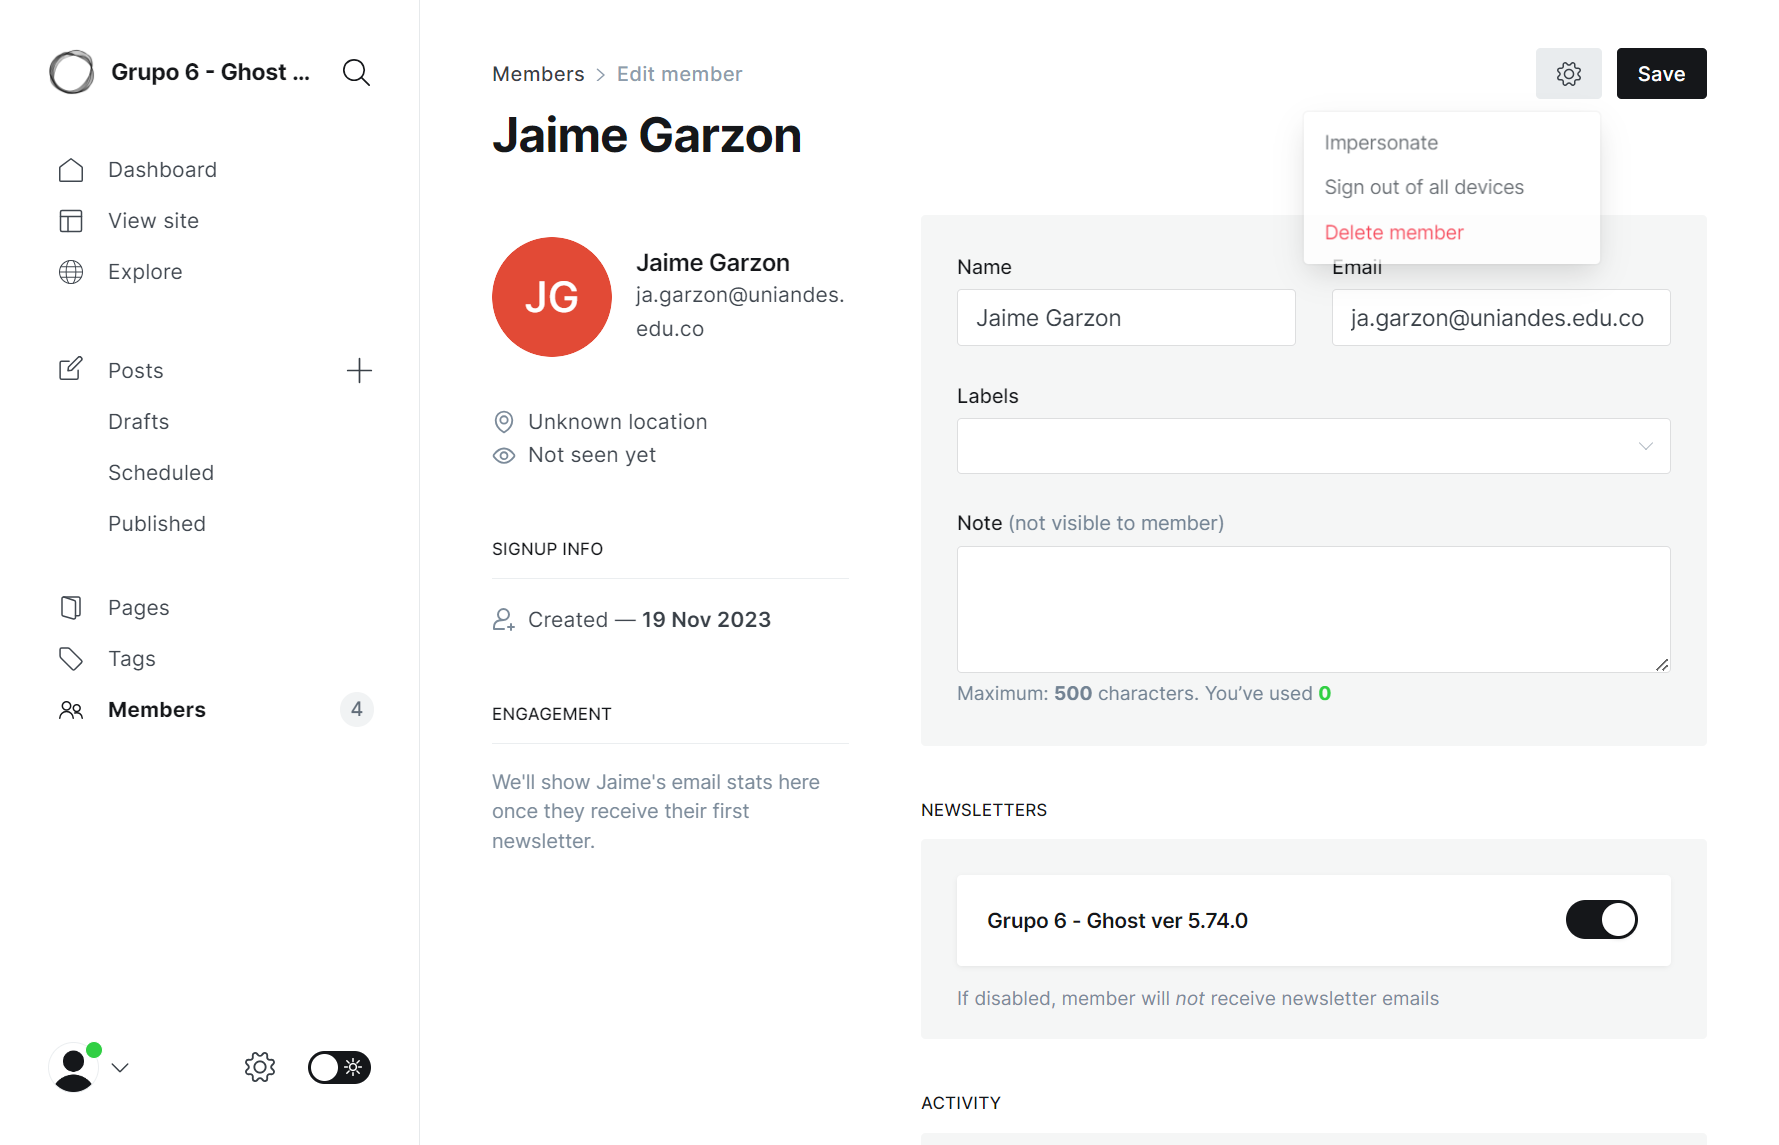 Grupo 6 - Ghost ...
Dashboard
View site
Explore
Posts
Drafts
Scheduled
Published
Pages
Tags
Members
4
Members > Edit member
Save
Jaime Garzon
Impersonate
Sign out of all devices
Delete member
JG
Jaime Garzon
ja.garzon@uniandes.
edu.co
Unknown location
Not seen yet
SIGNUP INFO
Created — 19 Nov 2023
ENGAGEMENT
We'll show Jaime's email stats here
once they receive their first
newsletter.
Name
Email
Jaime Garzon
ja.garzon@uniandes.edu.co
Labels
Note (not visible to member)
Maximum: 500 characters. You’ve used 0
NEWSLETTERS
Grupo 6 - Ghost ver 5.74.0
If disabled, member will not receive newsletter emails
ACTIVITY